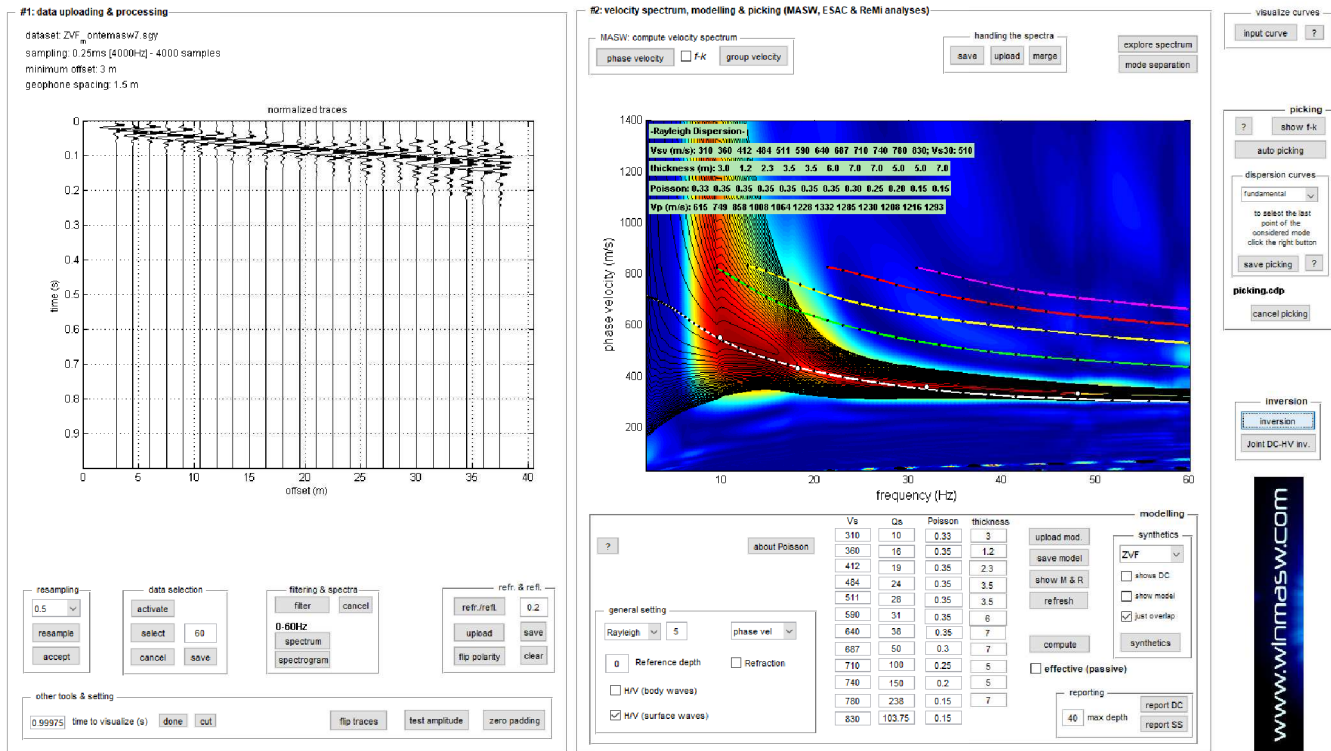 #1: data uploading & processing
dataset: ZVF_montemasw7.sgy
sampling: 0.25ms [4000Hz] - 4000 samples
minimum offset: 3 m
geophone spacing: 1.5 m
normalized traces
0
0.1
0.2
0.3
0.4
0.5
0.6
0.7
0.8
0.9
time (s)
0 5 10 15 20 25 30 35 40
offset (m)
resampling
0.5
resample
accept
data selection
activate
select 60
cancel save
filtering & spectra
filter cancel
0-60Hz
spectrum
spectrogram
refr. & refl.
refr./refl. 0.2
upload save
flip polarity clear
other tools & setting
0.99975 time to visualize (s) done cut
flip traces test amplitude zero padding
#2: velocity spectrum, modelling & picking (MASW, ESAC & ReMi analyses)
MASW: compute velocity spectrum
phase velocity f-k group velocity
handling the spectra
save upload merge
explore spectrum
mode separation
-Rayleigh Dispersion-
Vsv (m/s): 310 360 412 484 511 590 640 687 710 740 780 830; Vs30: 510
thickness (m): 3.0 1.2 2.3 3.5 3.5 6.0 7.0 7.0 5.0 5.0 7.0
Poisson: 0.33 0.35 0.35 0.35 0.35 0.35 0.35 0.30 0.25 0.20 0.15 0.15
Vp (m/s): 615 749 858 1008 1064 1228 1332 1285 1230 1208 1216 1293
1400
1200
1000
800
600
400
200
phase velocity (m/s)
10 20 30 40 50 60
frequency (Hz)
modelling
? about Poisson
general setting
Rayleigh 5 phase vel
0 Reference depth Refraction
H/V (body waves)
H/V (surface waves)
Vs Qs Poisson thickness
310 10 0.33 3
360 16 0.35 1.2
412 19 0.35 2.3
484 24 0.35 3.5
511 28 0.35 3.5
590 31 0.35 6
640 38 0.35 7
687 50 0.3 7
710 100 0.25 5
740 150 0.2 5
780 238 0.15 7
830 103.75 0.15
upload mod.
save model
show M & R
refresh
compute
effective (passive)
synthetics
ZVF
shows DC
show model
just overlap
synthetics
reporting
40 max depth
report DC
report SS
visualize curves
input curve ?
picking
? show f-k
auto picking
dispersion curves
fundamental
to select the last
point of the
considered mode
click the right button
save picking ?
picking.cdp
cancel picking
inversion
inversion
Joint DC-HV inv.
www.winmasw.com